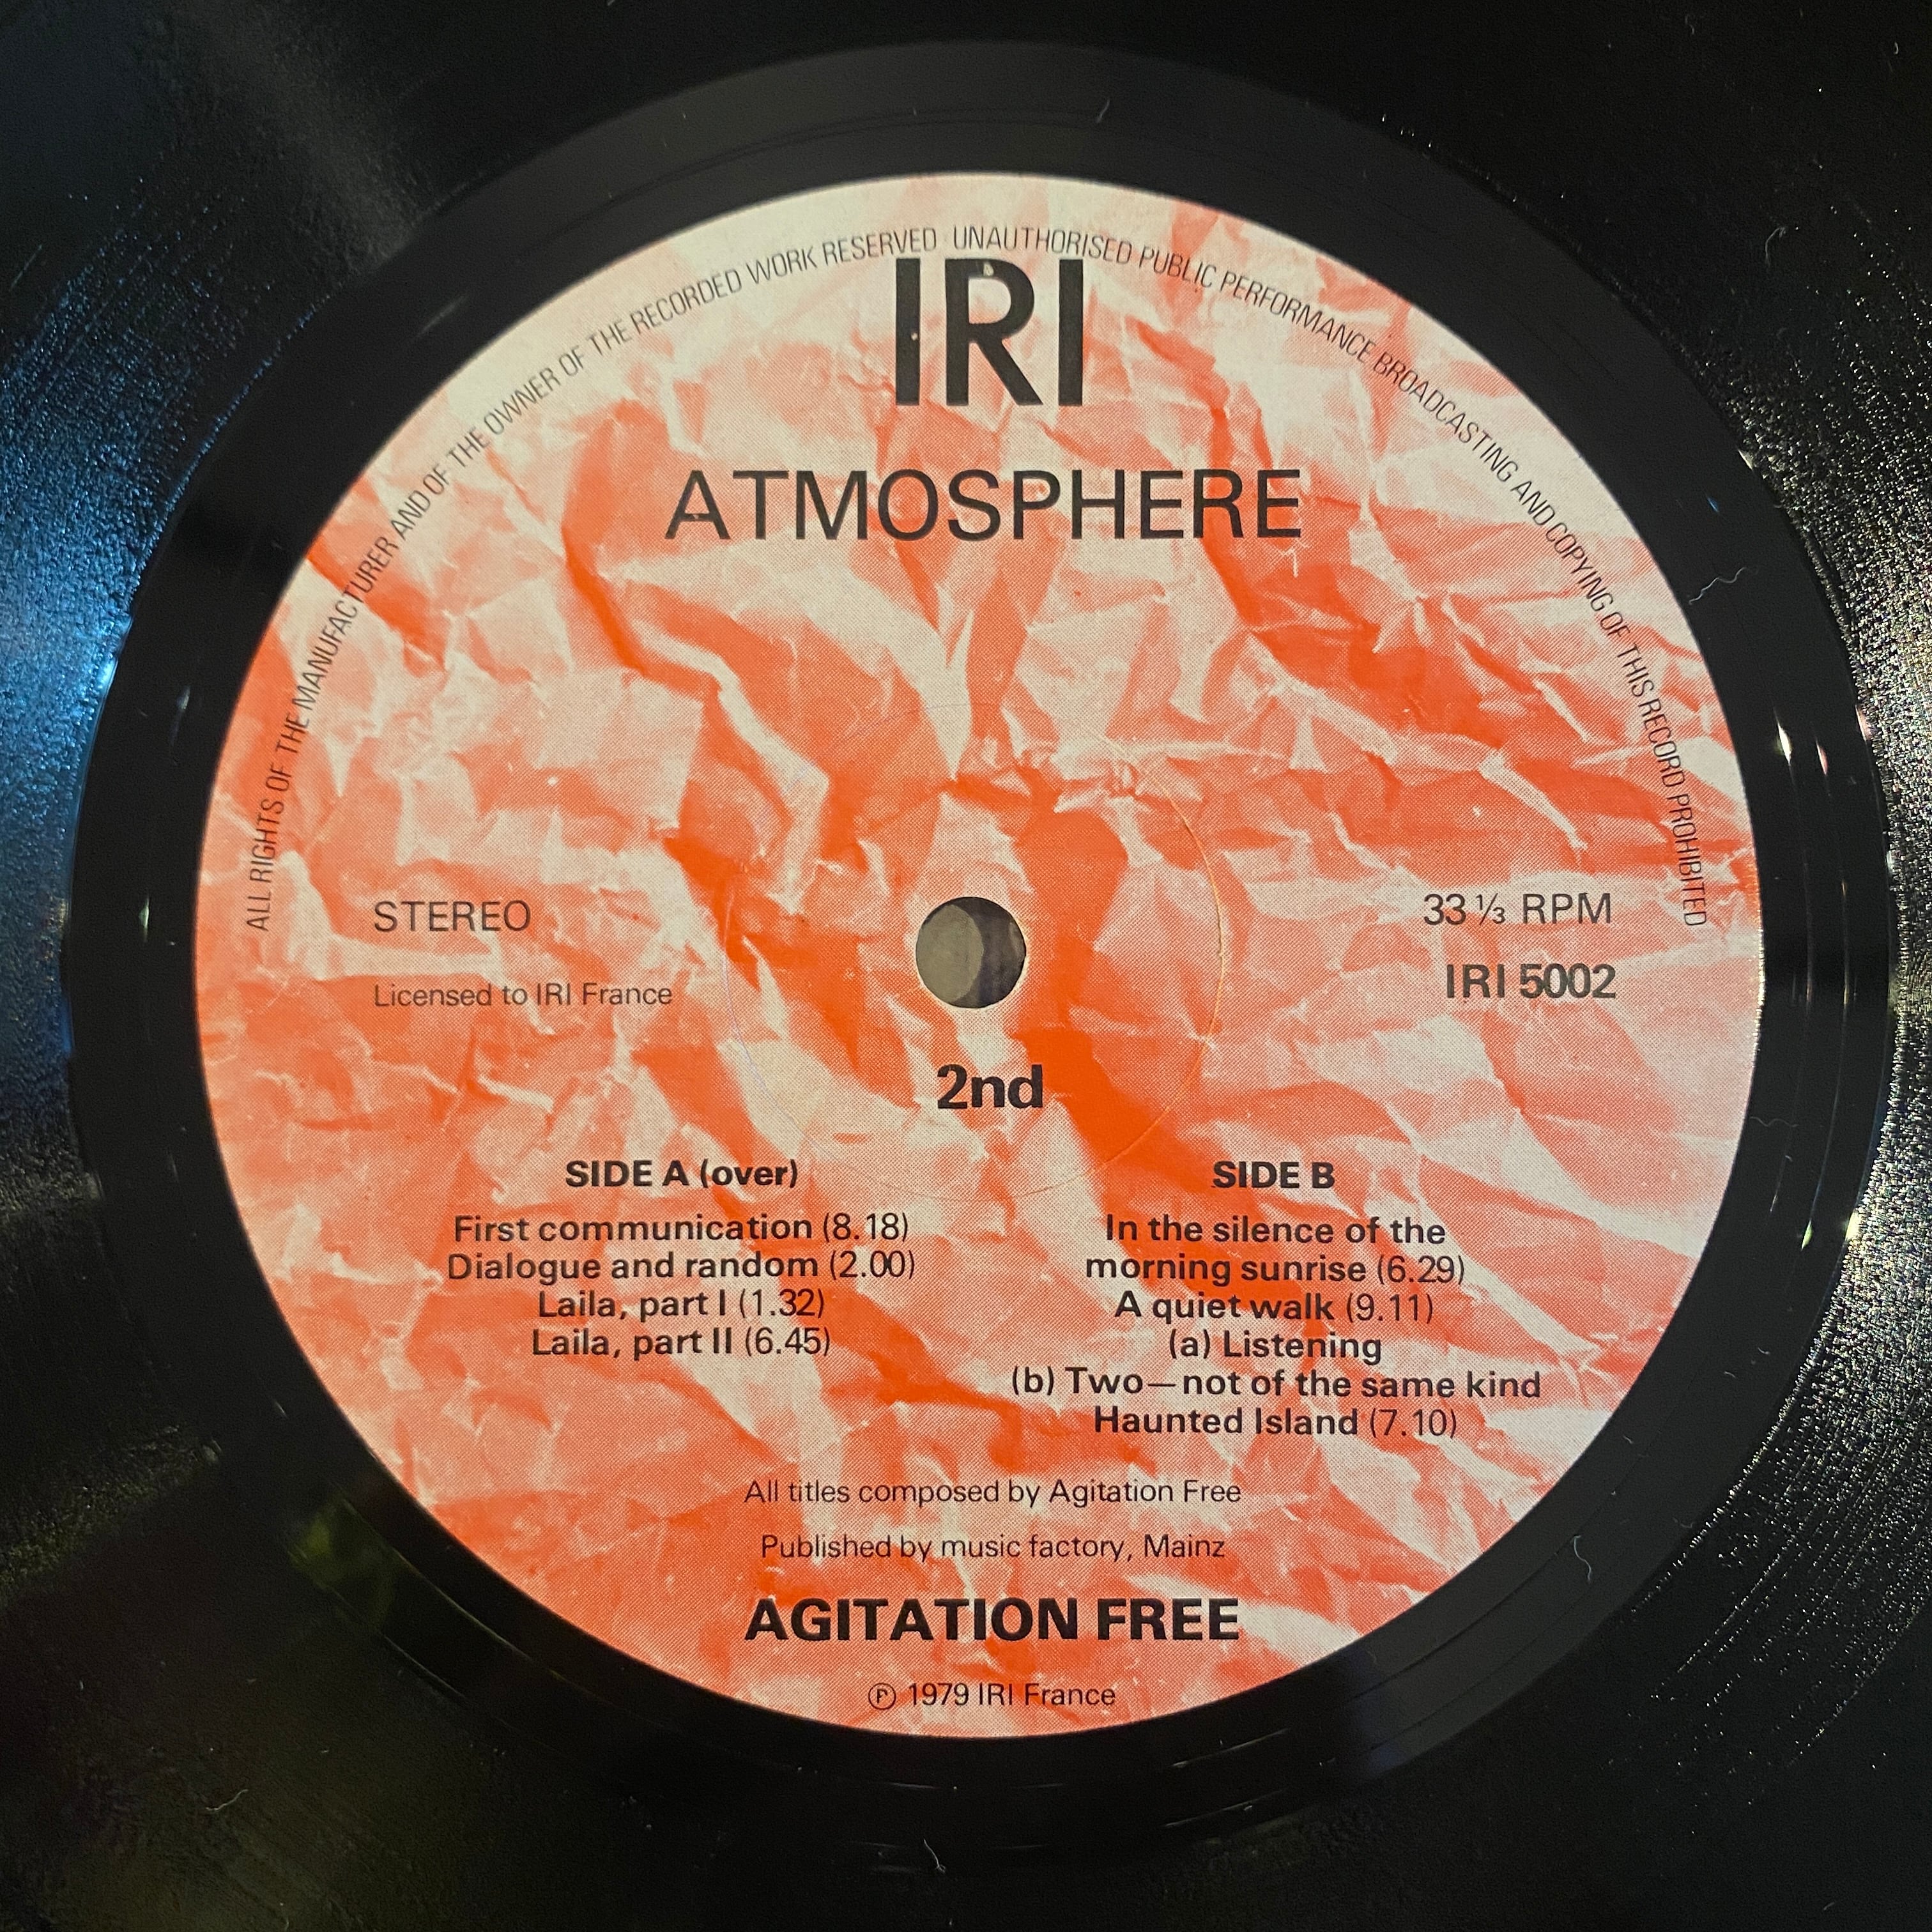 ALL RIGHTS OF THE MANUFACTURER AND OF THE OWNER OF THE RECORDED WORK RESERVED UNAUTHORISED PUBLIC PERFORMANCE BROADCASTING AND COPYING OF THIS RECORD PROHIBITED
IRI
ATMOSPHERE
STEREO
33 ⅓ RPM
Licensed to IRI France
IRI 5002
2nd
SIDE A (over)
First communication (8.18)
Dialogue and random (2.00)
Laila, part I (1.32)
Laila, part II (6.45)
SIDE B
In the silence of the
morning sunrise (6.29)
A quiet walk (9.11)
(a) Listening
(b) Two—not of the same kind
Haunted Island (7.10)
All titles composed by Agitation Free
Published by music factory, Mainz
AGITATION FREE
℗ 1979 IRI France